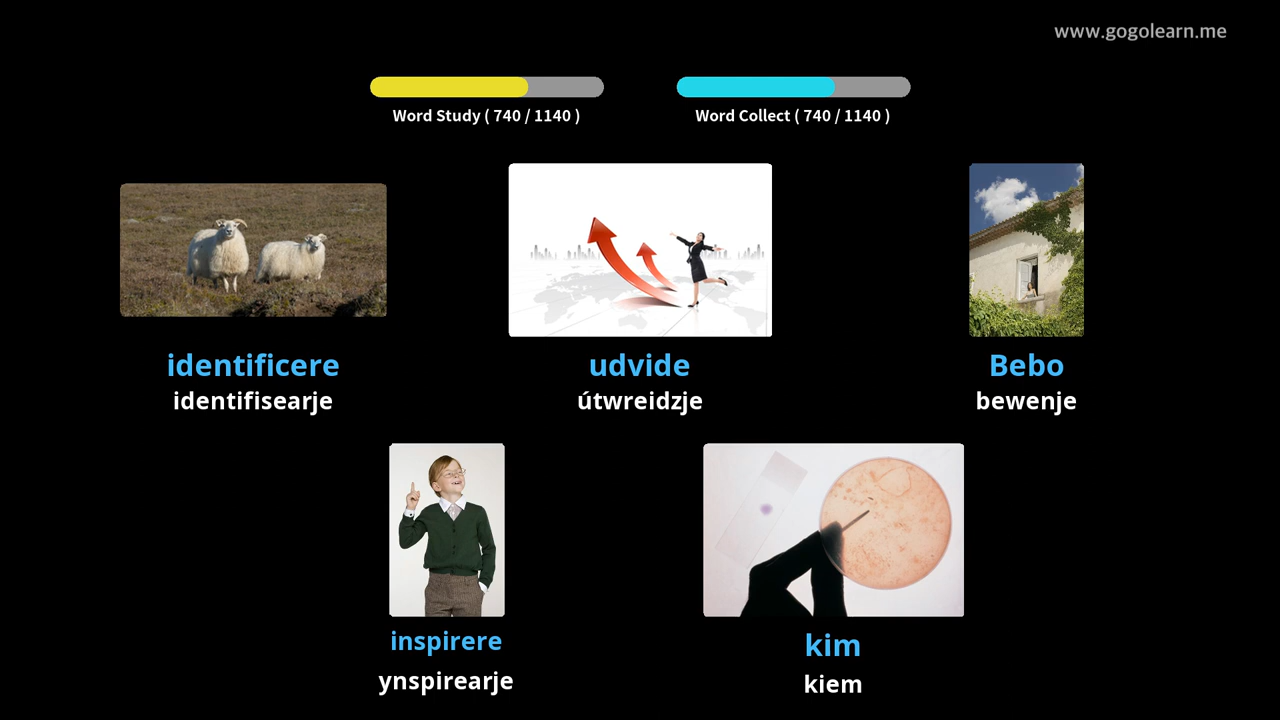 www.gogolearn.me
Word Study ( 740 / 1140 )
Word Collect ( 740 / 1140 )
identificere
identifisearje
udvide
útwreidzje
Bebo
bewenje
inspirere
ynspirearje
kim
kiem